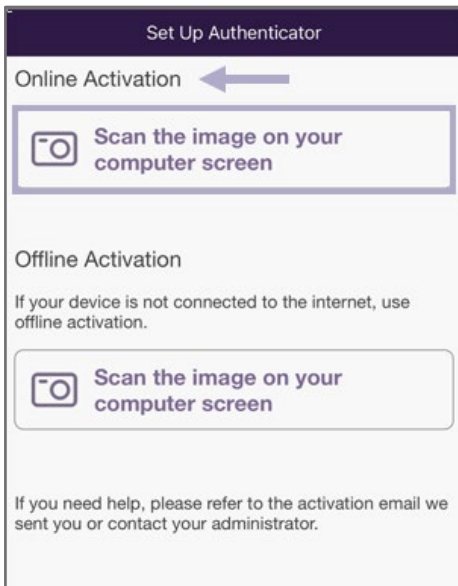 Set Up Authenticator
Online Activation
Scan the image on your
computer screen
Offline Activation
If your device is not connected to the internet, use
offline activation.
Scan the image on your
computer screen
If you need help, please refer to the activation email we
sent you or contact your administrator.